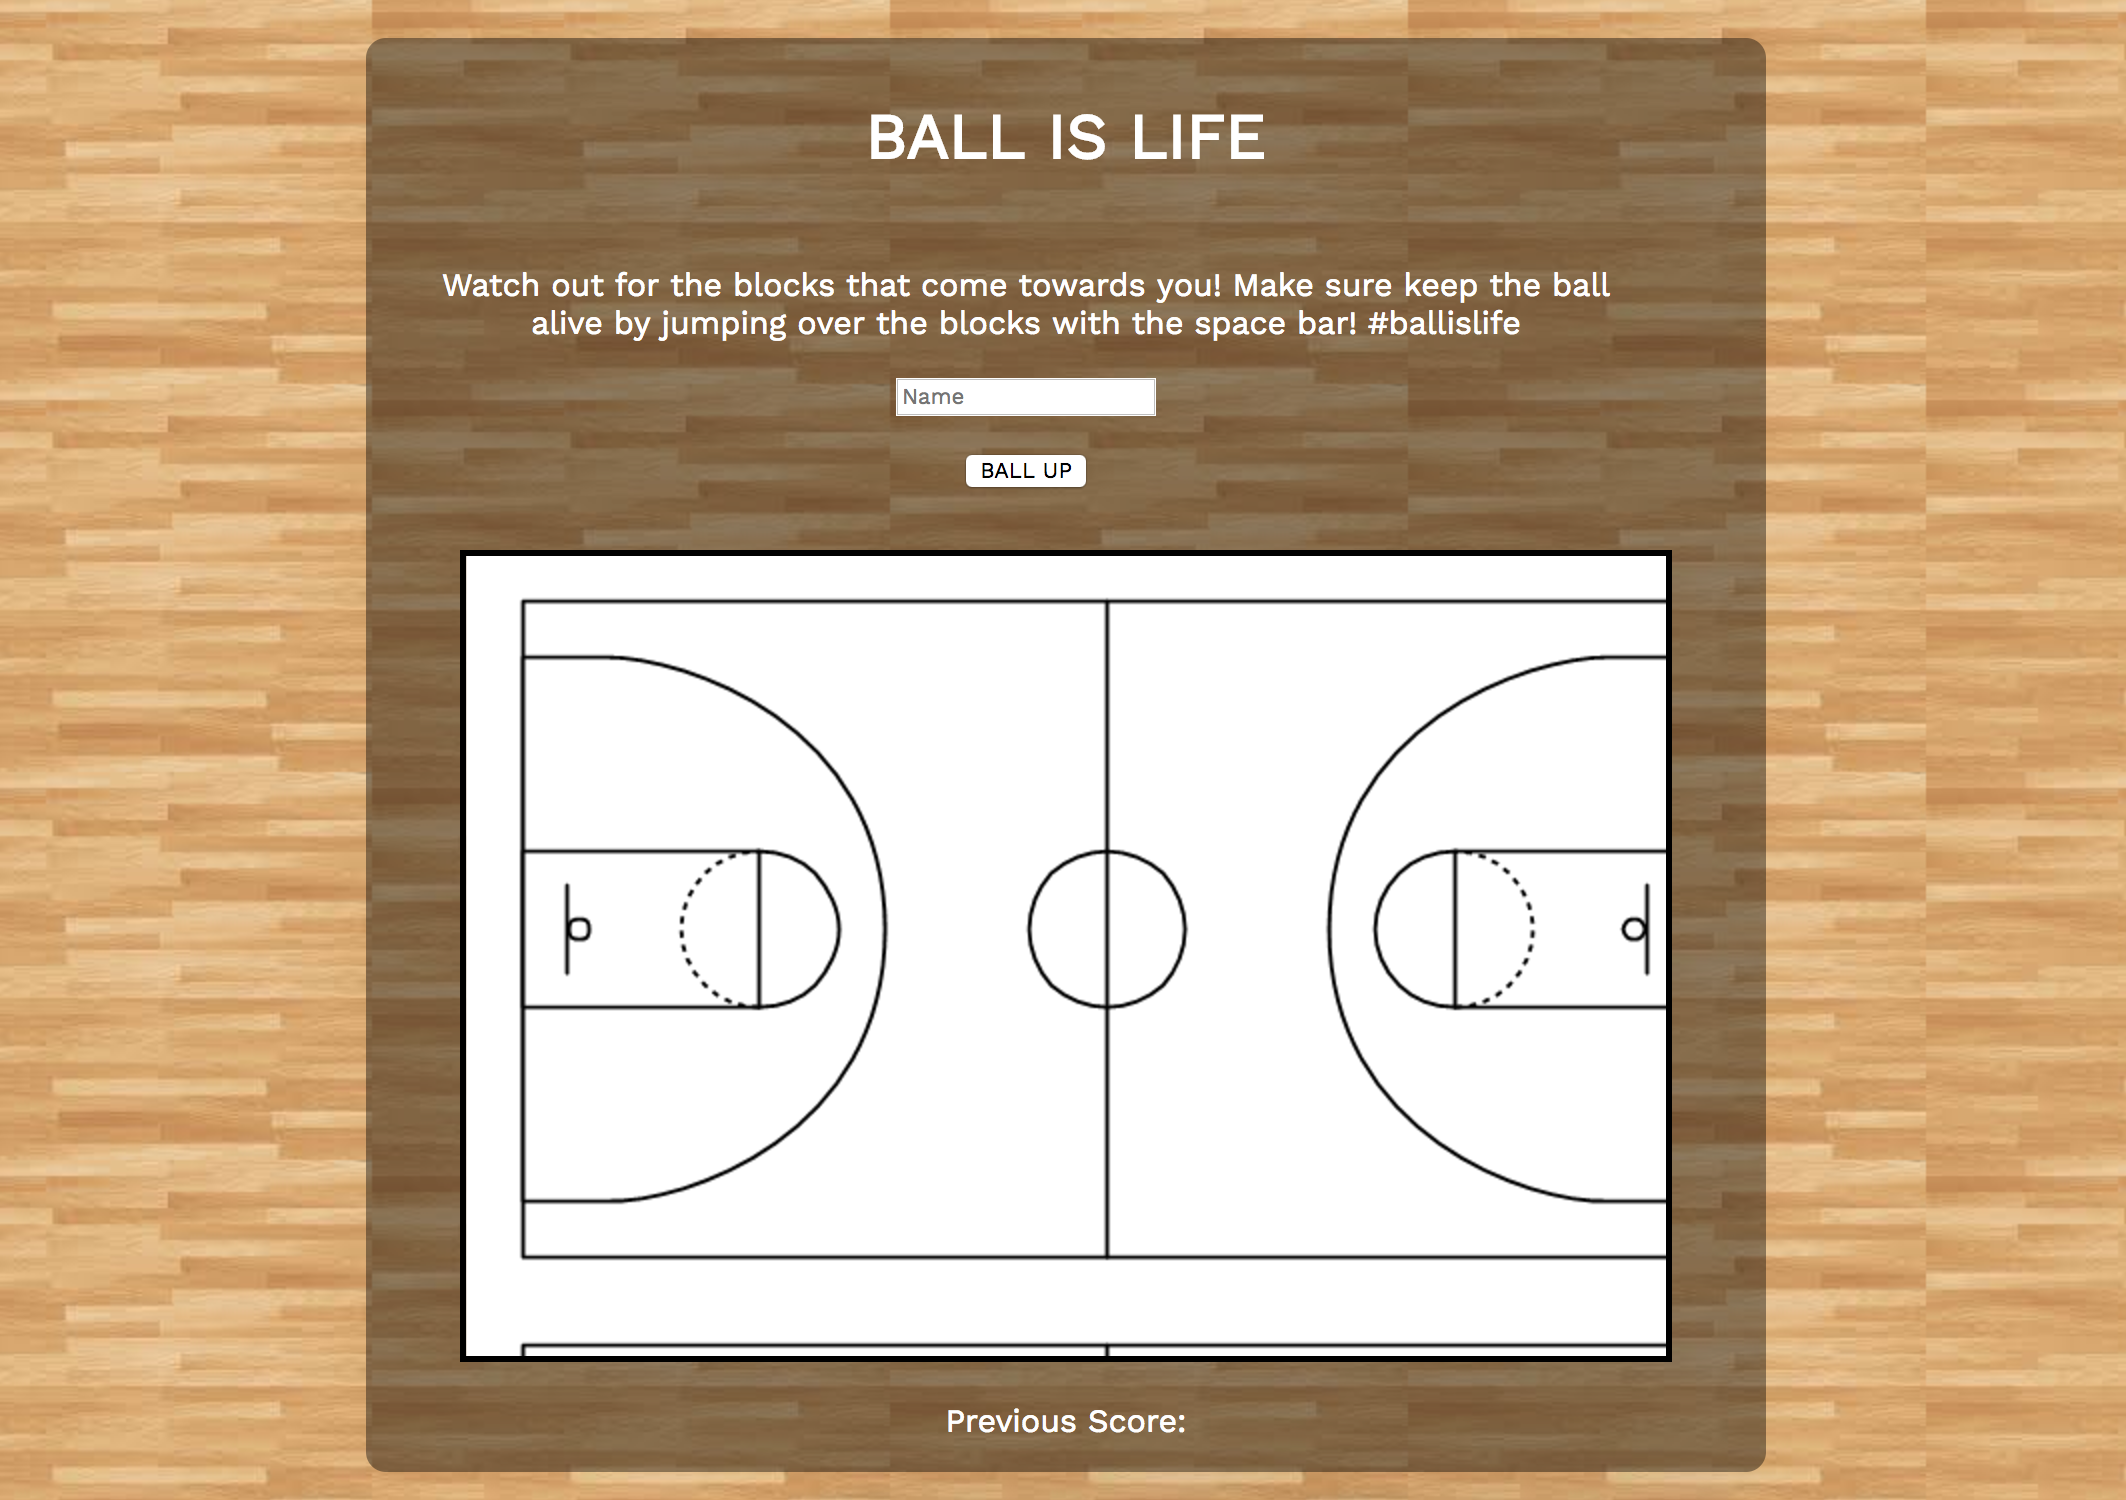 BALL IS LIFE
Watch out for the blocks that come towards you! Make sure keep the ball
alive by jumping over the blocks with the space bar! #ballislife
Name
BALL UP
Previous Score: